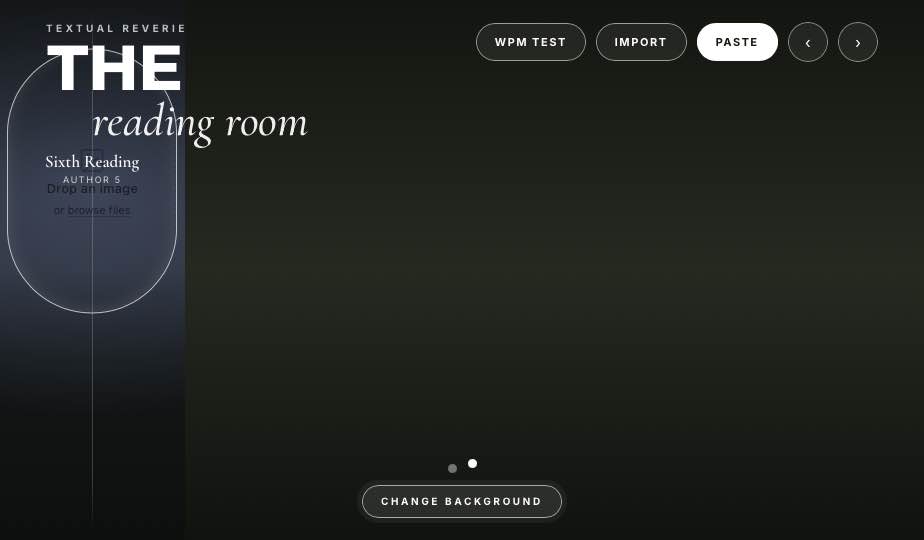 TEXTUAL REVERIE
THE
reading room
WPM TEST
IMPORT
PASTE
‹
›
Sixth Reading
AUTHOR 5
Drop an image
or browse files
CHANGE BACKGROUND